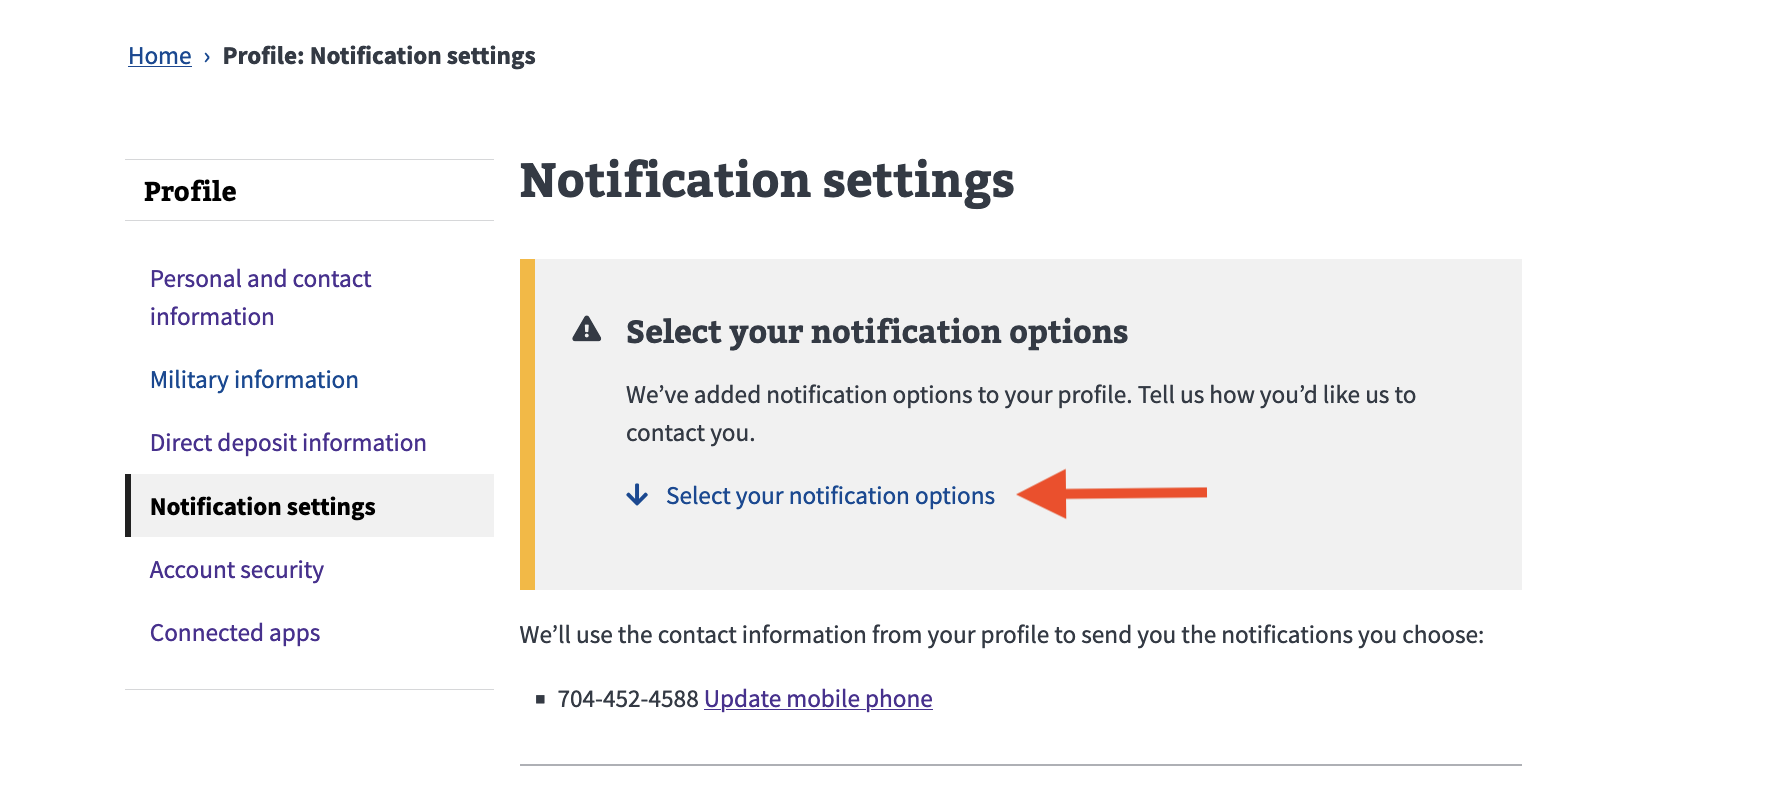 Home › Profile: Notification settings
Profile
Personal and contact
information
Military information
Direct deposit information
Notification settings
Account security
Connected apps
Notification settings
Select your notification options
We’ve added notification options to your profile. Tell us how you’d like us to
contact you.
Select your notification options
We’ll use the contact information from your profile to send you the notifications you choose:
704-452-4588 Update mobile phone